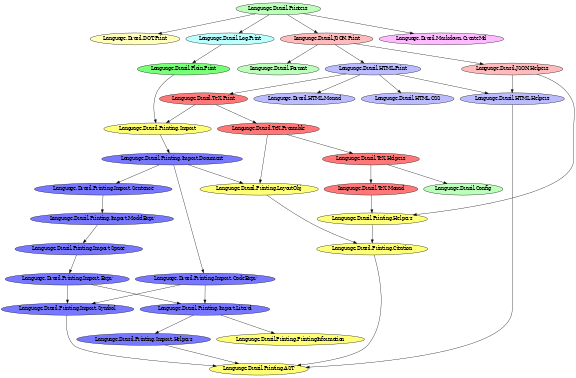 Language.Drasil.Printers
Language.Drasil.DOT.Print
Language.Drasil.Log.Print
Language.Drasil.JSON.Print
Language.Drasil.Markdown.CreateMd
Language.Drasil.Plain.Print
Language.Drasil.Format
Language.Drasil.HTML.Print
Language.Drasil.JSON.Helpers
Language.Drasil.TeX.Print
Language.Drasil.HTML.Monad
Language.Drasil.HTML.CSS
Language.Drasil.HTML.Helpers
Language.Drasil.Printing.Import
Language.Drasil.TeX.Preamble
Language.Drasil.Printing.Import.Document
Language.Drasil.TeX.Helpers
Language.Drasil.Printing.Import.Sentence
Language.Drasil.Printing.LayoutObj
Language.Drasil.TeX.Monad
Language.Drasil.Config
Language.Drasil.Printing.Import.ModelExpr
Language.Drasil.Printing.Helpers
Language.Drasil.Printing.Import.Space
Language.Drasil.Printing.Citation
Language.Drasil.Printing.Import.Expr
Language.Drasil.Printing.Import.CodeExpr
Language.Drasil.Printing.Import.Symbol
Language.Drasil.Printing.Import.Literal
Language.Drasil.Printing.Import.Helpers
Language.Drasil.Printing.PrintingInformation
Language.Drasil.Printing.AST